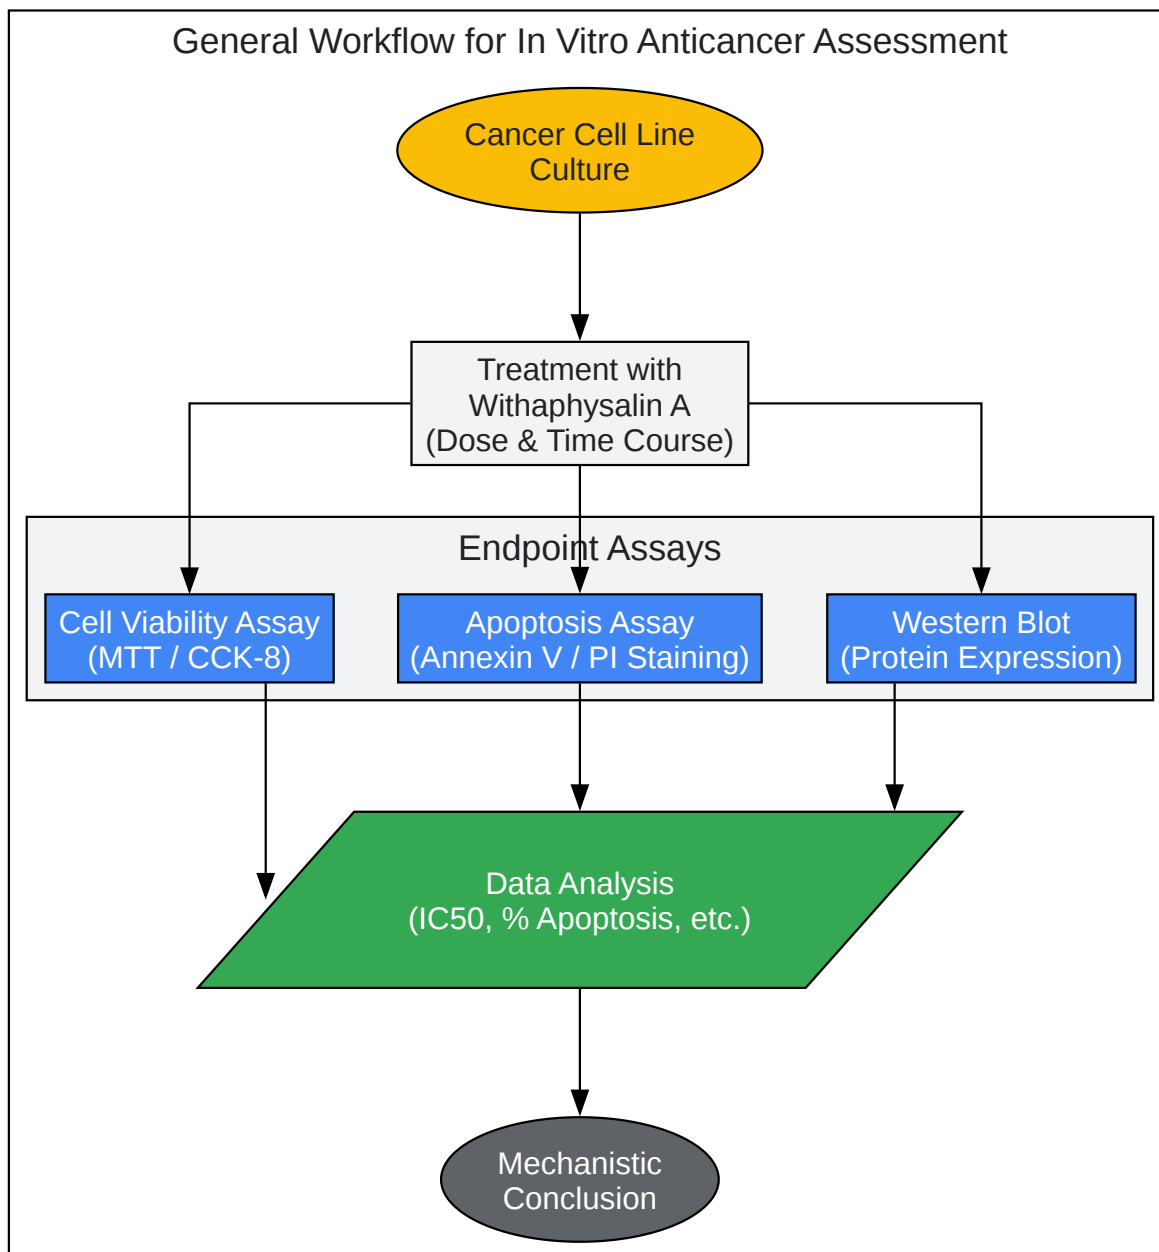 General Workflow for In Vitro Anticancer Assessment
Cancer Cell Line
Culture
Treatment with
Withaphysalin A
(Dose & Time Course)
Endpoint Assays
Cell Viability Assay
(MTT / CCK-8)
Apoptosis Assay
(Annexin V / PI Staining)
Western Blot
(Protein Expression)
Data Analysis
(IC50, % Apoptosis, etc.)
Mechanistic
Conclusion